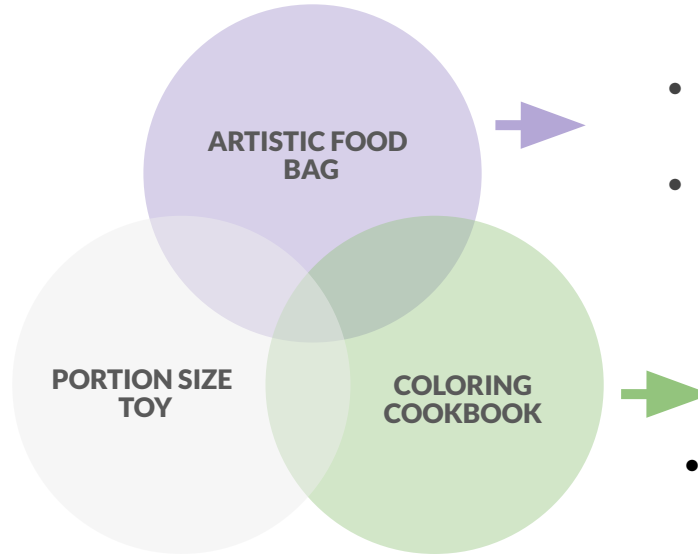 ARTISTIC FOOD
BAG
PORTION SIZE
TOY
COLORING
COOKBOOK